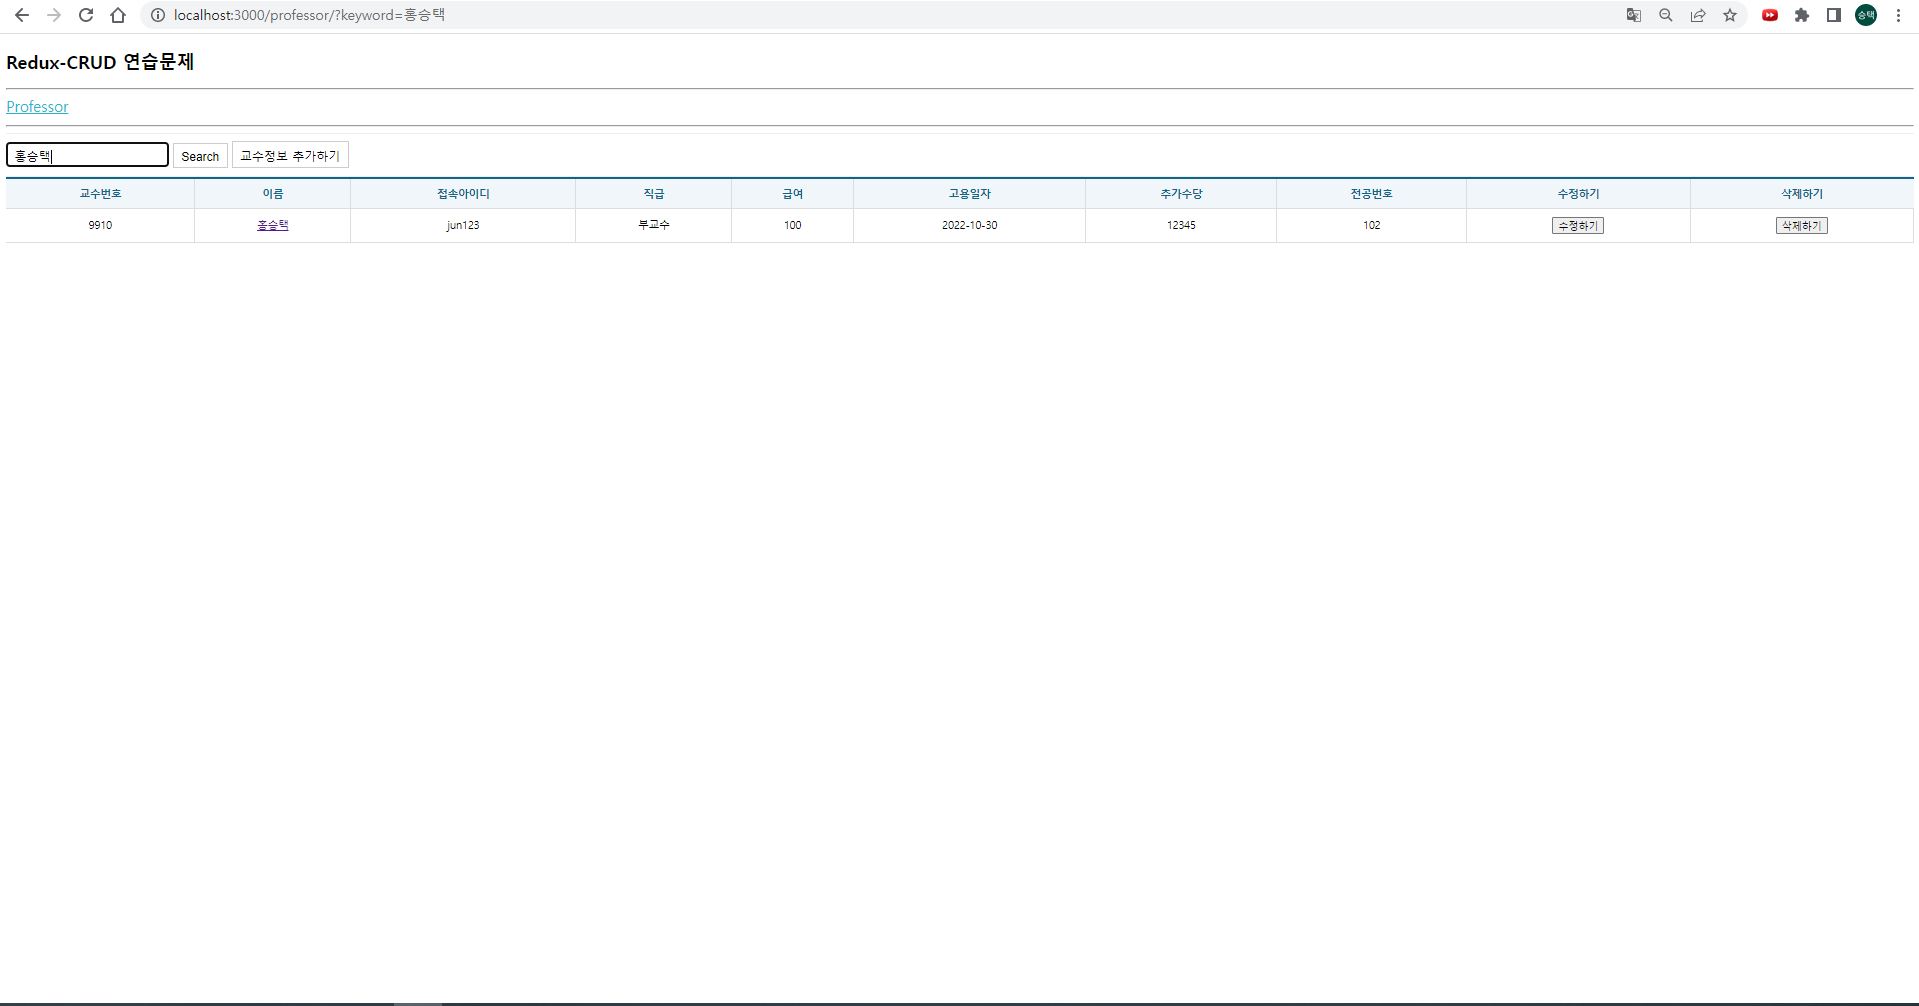 localhost:3000/professor/?keyword=홍승택
승택
Redux-CRUD 연습문제
Professor
홍승택 Search 교수정보 추가하기
교수번호 이름 접속아이디 직급 급여 고용일자 추가수당 전공번호 수정하기 삭제하기
9910 홍승택 jun123 부교수 100 2022-10-30 12345 102 수정하기 삭제하기